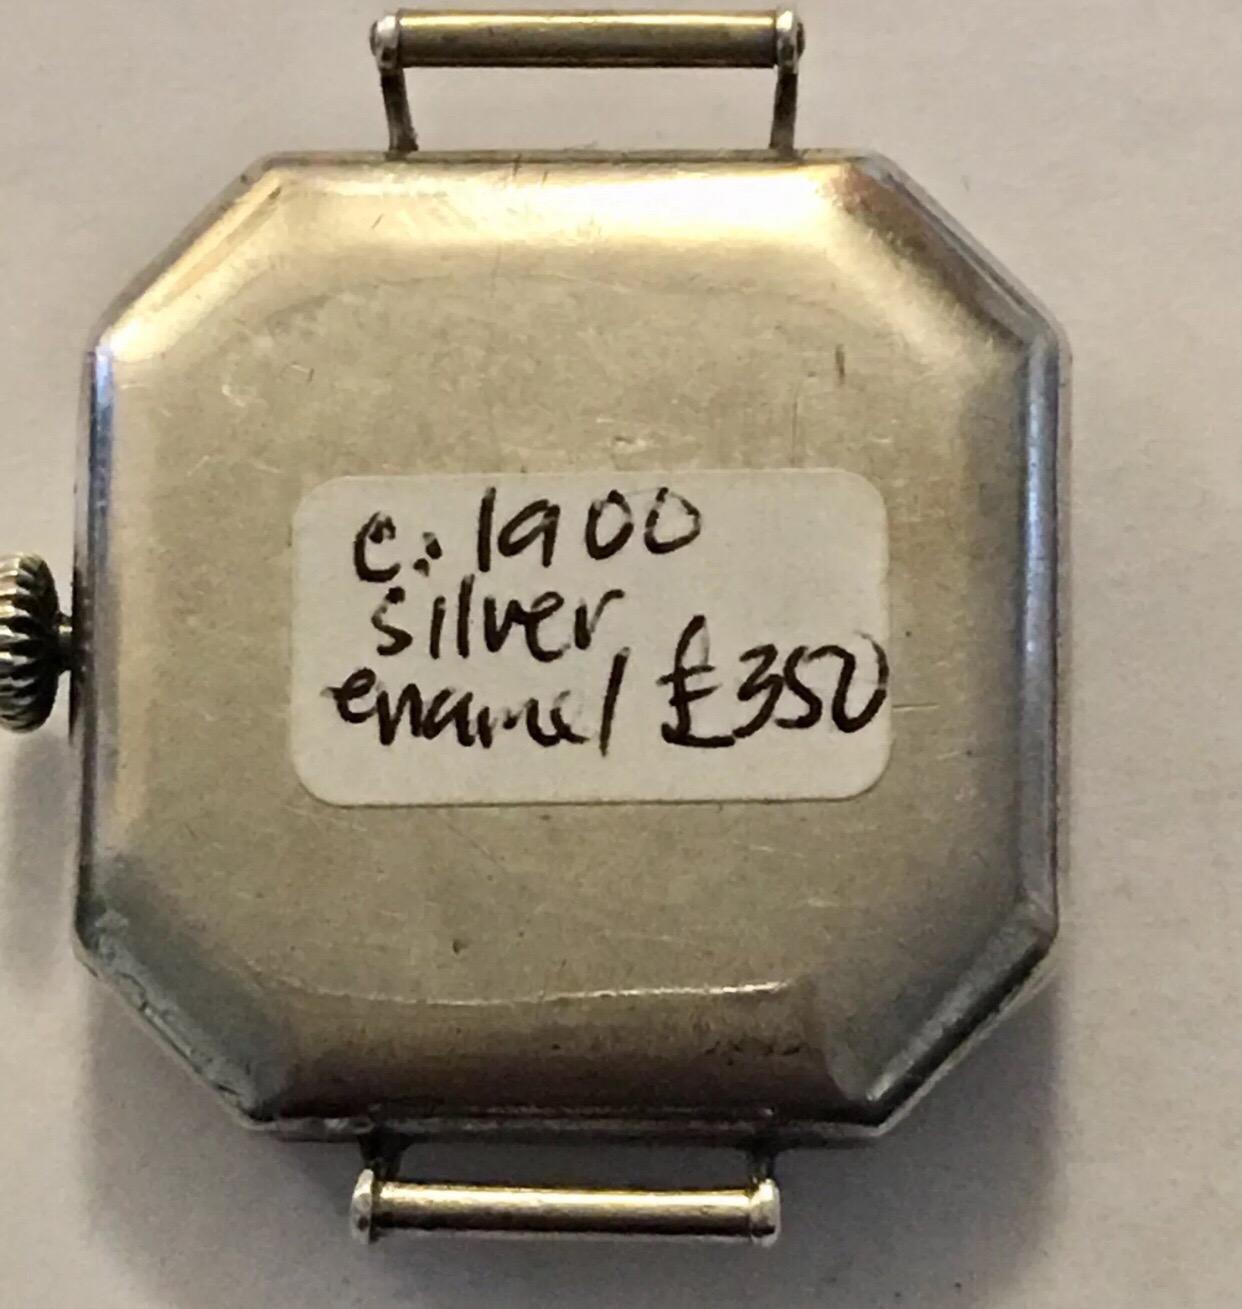 c. 1900
silver
enamel £350